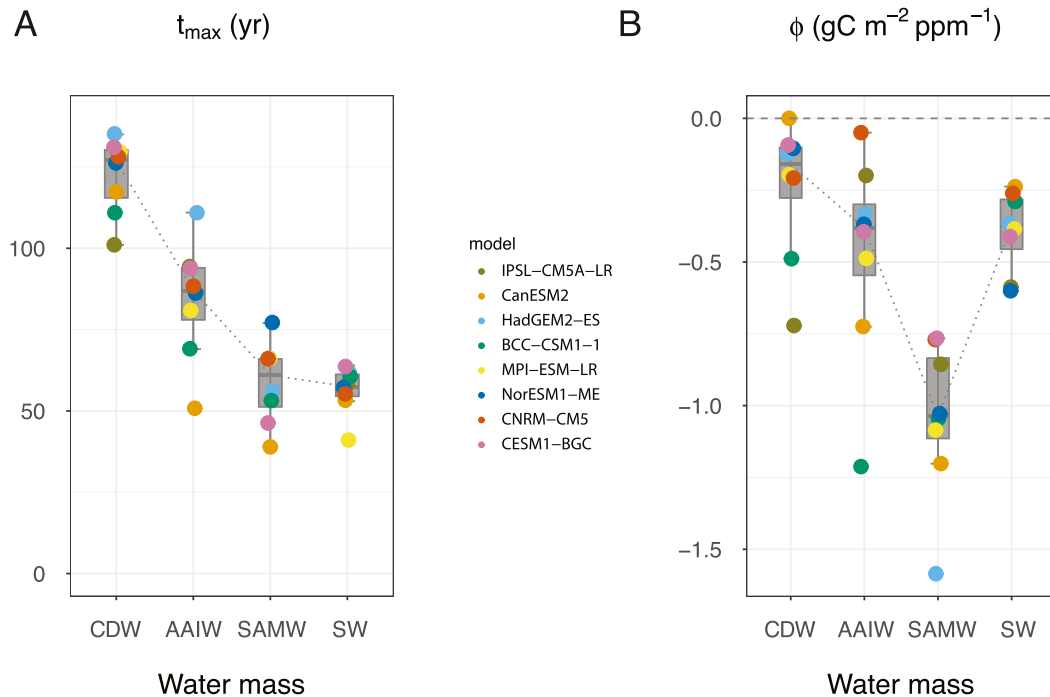 A
t_max (yr)
100
50
0
CDW AAIW SAMW SW
Water mass
model
IPSL−CM5A−LR
CanESM2
HadGEM2−ES
BCC−CSM1−1
MPI−ESM−LR
NorESM1−ME
CNRM−CM5
CESM1−BGC
B
ϕ (gC m⁻² ppm⁻¹)
0.0
−0.5
−1.0
−1.5
CDW AAIW SAMW SW
Water mass